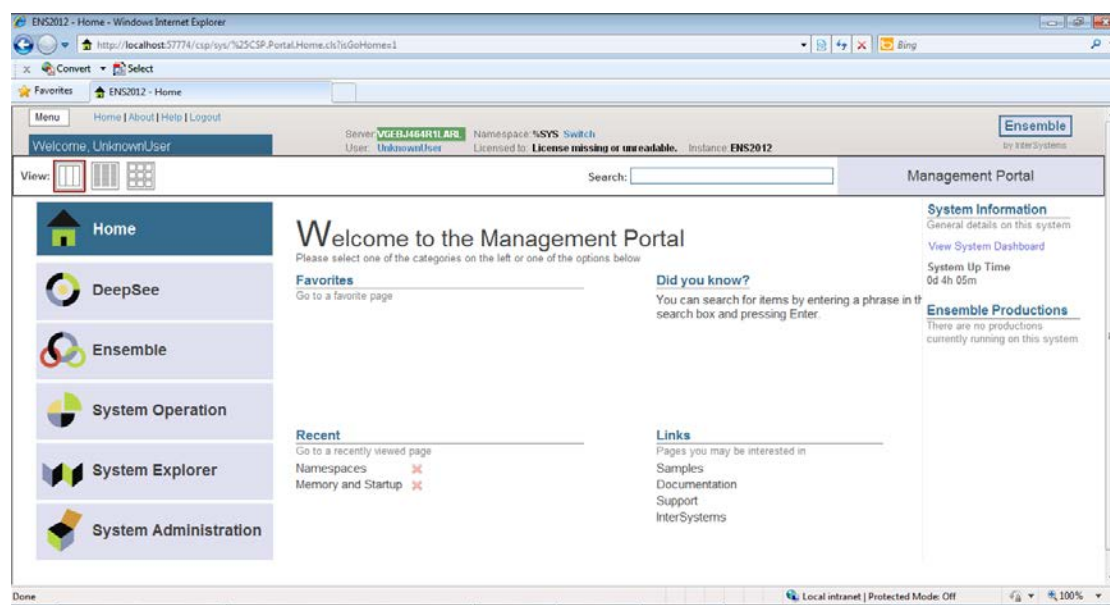 ENS2012 - Home - Windows Internet Explorer
http://localhost:57774/csp/sys/%25CSP.Portal.Home.cls?isGoHome=1
Bing
x Convert Select
Favorites ENS2012 - Home
Menu Home | About | Help | Logout
Server: VGEBJ464R1LARL Namespace: %SYS Switch
Welcome, UnknownUser
User: UnknownUser Licensed to: License missing or unreadable. Instance: ENS2012
Ensemble
by InterSystems
View:
Search:
Management Portal
Home
DeepSee
Ensemble
System Operation
System Explorer
System Administration
Welcome to the Management Portal
Please select one of the categories on the left or one of the options below
Favorites
Go to a favorite page
Did you know?
You can search for items by entering a phrase in th
search box and pressing Enter.
Recent
Go to a recently viewed page
Namespaces
Memory and Startup
Links
Pages you may be interested in
Samples
Documentation
Support
InterSystems
System Information
General details on this system
View System Dashboard
System Up Time
0d 4h 05m
Ensemble Productions
There are no productions
currently running on this system
Done
Local intranet | Protected Mode: Off
100%